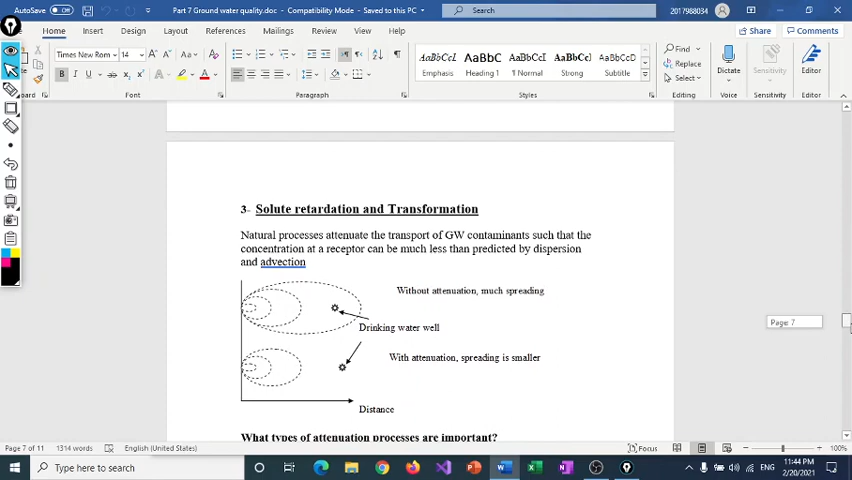 AutoSave Off
Part 7 Ground water quality.doc - Compatibility Mode - Saved to this PC
Search
2017988034
File Home Insert Design Layout References Mailings Review View Help
Share Comments
Times New Rom 14
AaBbCcL AaBbC AaBbCcI AaBbCc) AaBbCcD
Emphasis Heading 1 1 Normal Strong Subtitle
Find
Replace
Select
Dictate Sensitivity Editor
Clipboard Font Paragraph Styles Editing Voice Sensitivity Editor
3- Solute retardation and Transformation
Natural processes attenuate the transport of GW contaminants such that the
concentration at a receptor can be much less than predicted by dispersion
and advection
Without attenuation, much spreading
Drinking water well
With attenuation, spreading is smaller
Distance
What types of attenuation processes are important?
Page: 7
Page 7 of 11 1314 words English (United States) Focus 100%
Type here to search
ENG
11:44 PM
2/20/2021